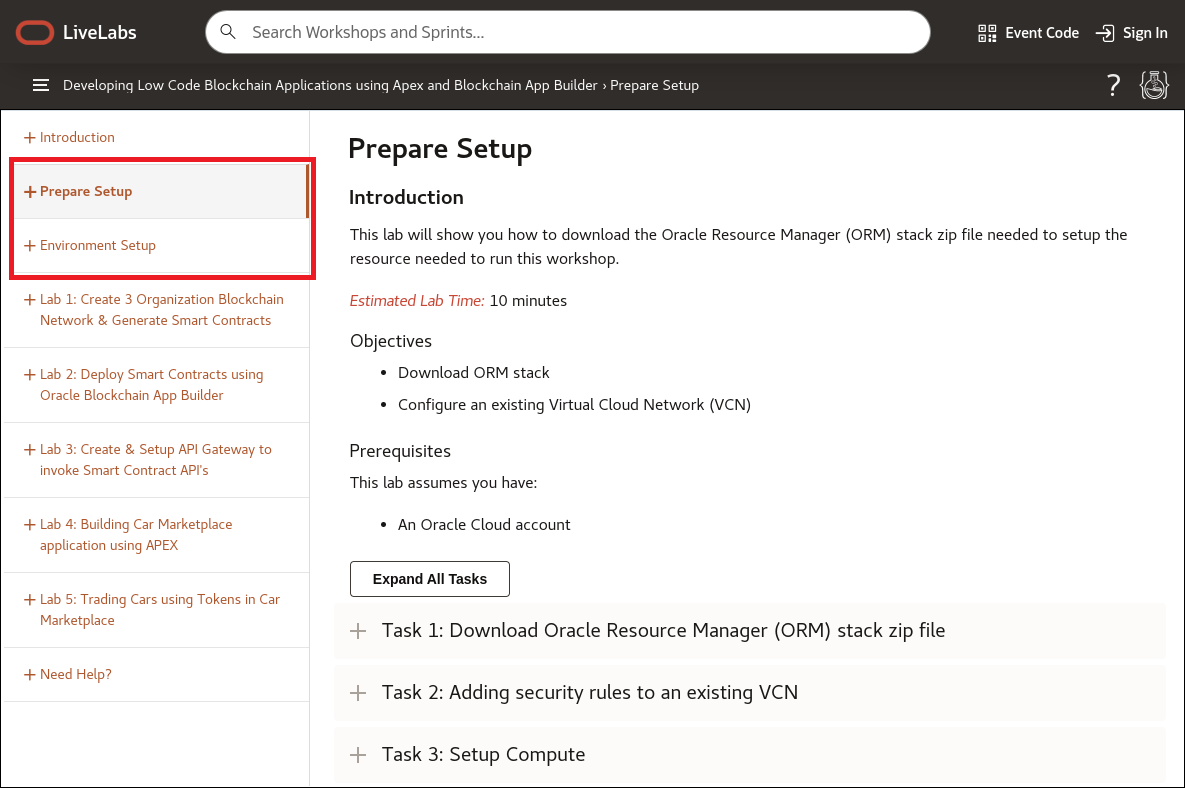 LiveLabs
Search Workshops and Sprints...
Event Code
Sign In
Developing Low Code Blockchain Applications using Apex and Blockchain App Builder › Prepare Setup
?
+ Introduction
+ Prepare Setup
+ Environment Setup
+ Lab 1: Create 3 Organization Blockchain
Network & Generate Smart Contracts
+ Lab 2: Deploy Smart Contracts using
Oracle Blockchain App Builder
+ Lab 3: Create & Setup API Gateway to
invoke Smart Contract API's
+ Lab 4: Building Car Marketplace
application using APEX
+ Lab 5: Trading Cars using Tokens in Car
Marketplace
+ Need Help?
Prepare Setup
Introduction
This lab will show you how to download the Oracle Resource Manager (ORM) stack zip file needed to setup the
resource needed to run this workshop.
Estimated Lab Time: 10 minutes
Objectives
• Download ORM stack
• Configure an existing Virtual Cloud Network (VCN)
Prerequisites
This lab assumes you have:
• An Oracle Cloud account
Expand All Tasks
+ Task 1: Download Oracle Resource Manager (ORM) stack zip file
+ Task 2: Adding security rules to an existing VCN
+ Task 3: Setup Compute